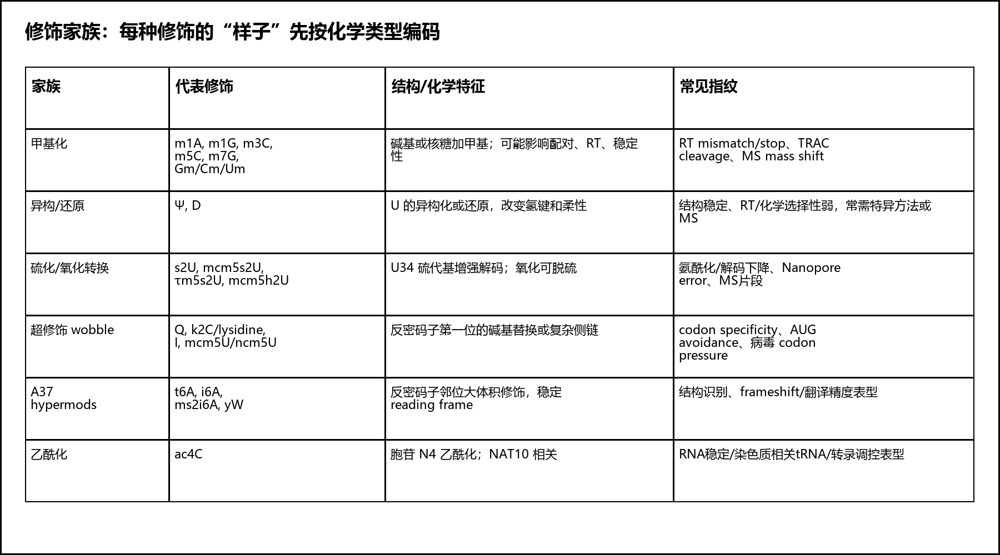 修饰家族：每种修饰的“样子”先按化学类型编码
家族
代表修饰
结构/化学特征
常见指纹
甲基化
m1A, m1G, m3C,
m5C, m7G,
Gm/Cm/Um
碱基或核糖加甲基；可能影响配对、RT、稳定
性
RT mismatch/stop、TRAC
cleavage、MS mass shift
异构/还原
Ψ, D
U 的异构化或还原，改变氢键和柔性
结构稳定、RT/化学选择性弱，常需特异方法或
MS
硫化/氧化转换
s2U, mcm5s2U,
τm5s2U, mcm5h2U
U34 硫代基增强解码；氧化可脱硫
氨酰化/解码下降、Nanopore
error、MS片段
超修饰 wobble
Q, k2C/lysidine,
I, mcm5U/ncm5U
反密码子第一位的碱基替换或复杂侧链
codon specificity、AUG
avoidance、病毒 codon
pressure
A37
hypermods
t6A, i6A,
ms2i6A, yW
反密码子邻位大体积修饰，稳定
reading frame
结构识别、frameshift/翻译精度表型
乙酰化
ac4C
胞苷 N4 乙酰化；NAT10 相关
RNA稳定/染色质相关tRNA/转录调控表型